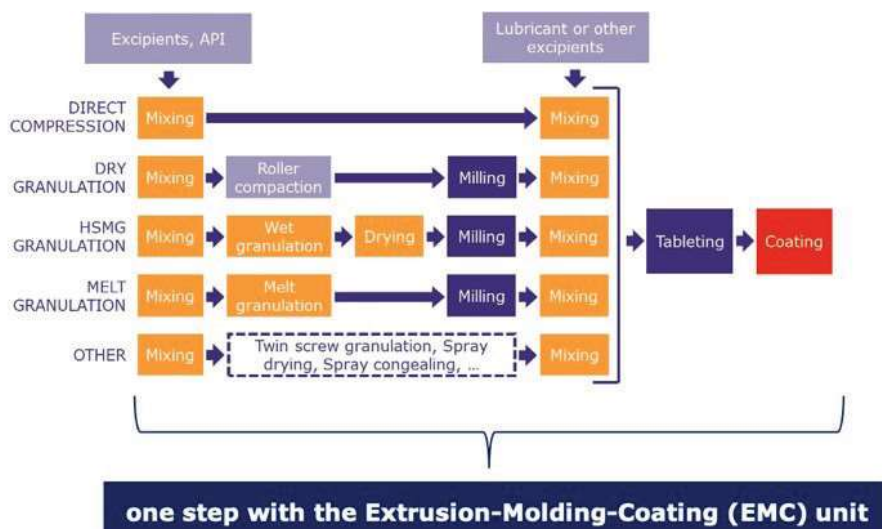 Excipients, API
Lubricant or other
excipients
DIRECT
COMPRESSION
Mixing
Mixing
DRY
GRANULATION
Mixing
Roller
compaction
Milling
Mixing
HSMG
GRANULATION
Mixing
Wet
granulation
Drying
Milling
Mixing
Tableting
Coating
MELT
GRANULATION
Mixing
Melt
granulation
Milling
Mixing
OTHER
Mixing
Twin screw granulation, Spray
drying, Spray congealing, ...
Mixing
one step with the Extrusion-Molding-Coating (EMC) unit